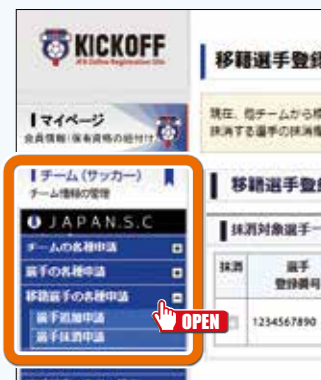 KICKOFF
JFA Online Registration Site
移籍選手登録
マイページ
会員情報・保有資格の紐付け
現在、他チームから
抹消する選手の抹消
チーム (サッカー)
チーム情報の管理
JAPAN.S.C
チームの各種申請
選手の各種申請
移籍選手の各種申請
選手追加申請
選手抹消申請
OPEN
移籍選手登録
抹消対象選手一
抹消
選手
登録番号
1234567890